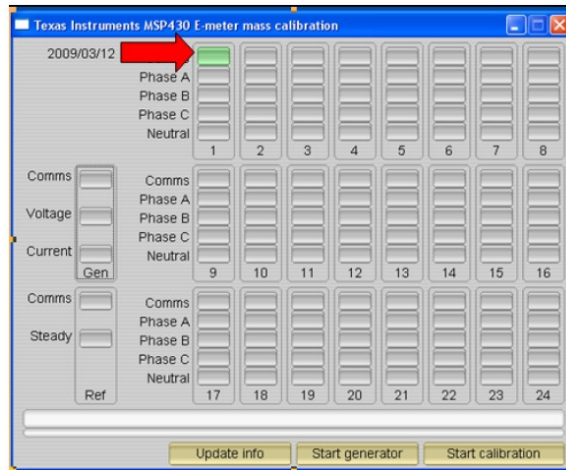 Texas Instruments MSP430 E-meter mass calibration
2009/03/12
Phase A
Phase B
Phase C
Neutral
1 2 3 4 5 6 7 8
Comms
Voltage
Current
Gen
Comms
Phase A
Phase B
Phase C
Neutral
9 10 11 12 13 14 15 16
Comms
Steady
Ref
Comms
Phase A
Phase B
Phase C
Neutral
17 18 19 20 21 22 23 24
Update info Start generator Start calibration